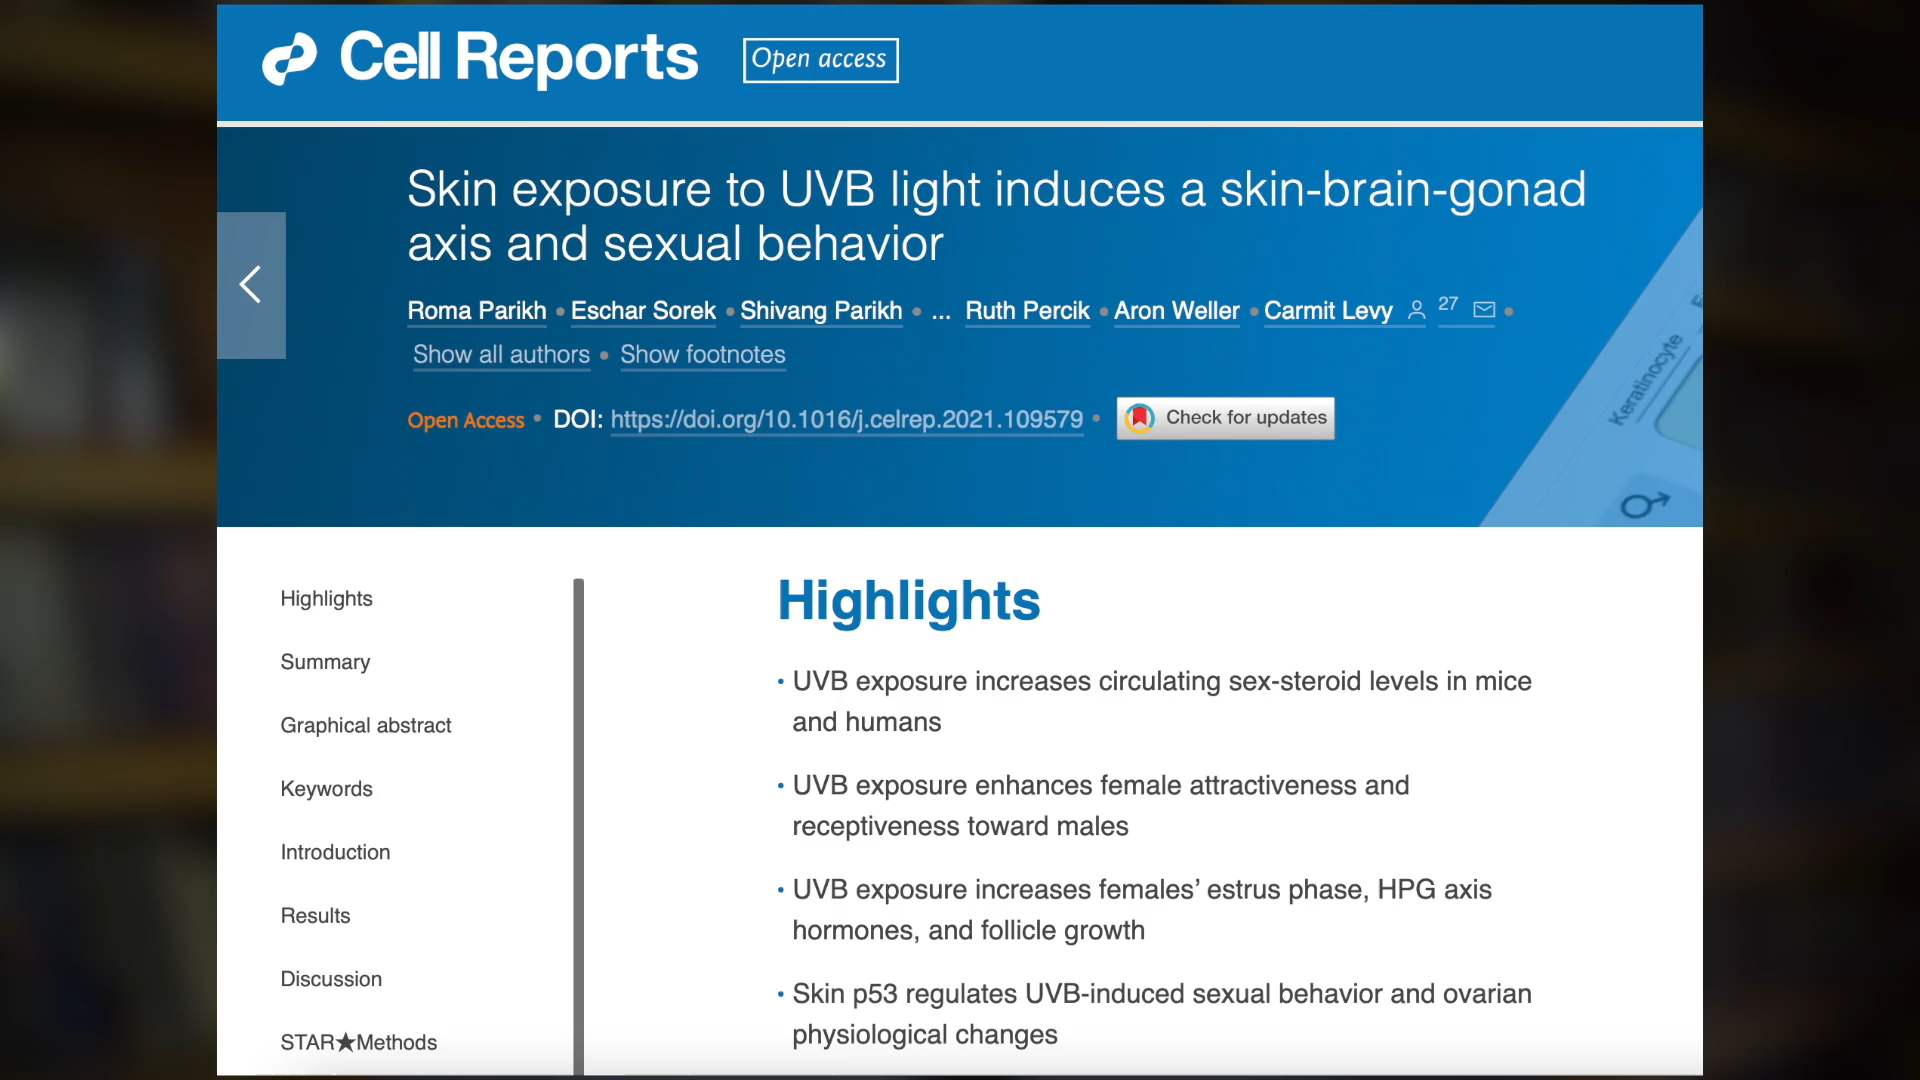 Cell Reports
Open access
Skin exposure to UVB light induces a skin-brain-gonad
axis and sexual behavior
Roma Parikh • Eschar Sorek • Shivang Parikh • ... Ruth Percik • Aron Weller • Carmit Levy 27 •
Show all authors • Show footnotes
Open Access • DOI: https://doi.org/10.1016/j.celrep.2021.109579 • Check for updates
Keratinocyte
Highlights
Summary
Graphical abstract
Keywords
Introduction
Results
Discussion
STAR★Methods
Highlights
• UVB exposure increases circulating sex-steroid levels in mice
and humans
• UVB exposure enhances female attractiveness and
receptiveness toward males
• UVB exposure increases females’ estrus phase, HPG axis
hormones, and follicle growth
• Skin p53 regulates UVB-induced sexual behavior and ovarian
physiological changes